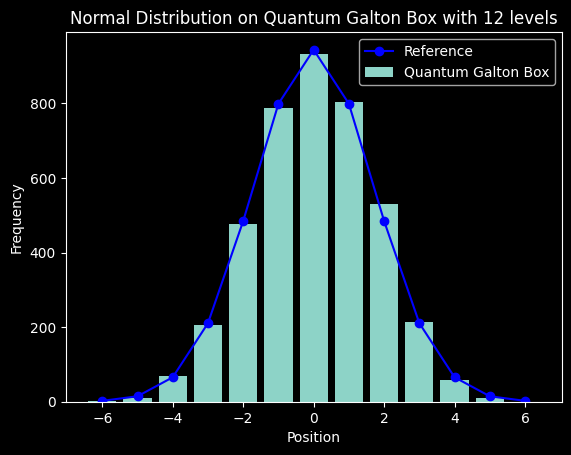 Normal Distribution on Quantum Galton Box with 12 levels
Reference
Quantum Galton Box
Frequency
800
600
400
200
0
−6
−4
−2
0
2
4
6
Position